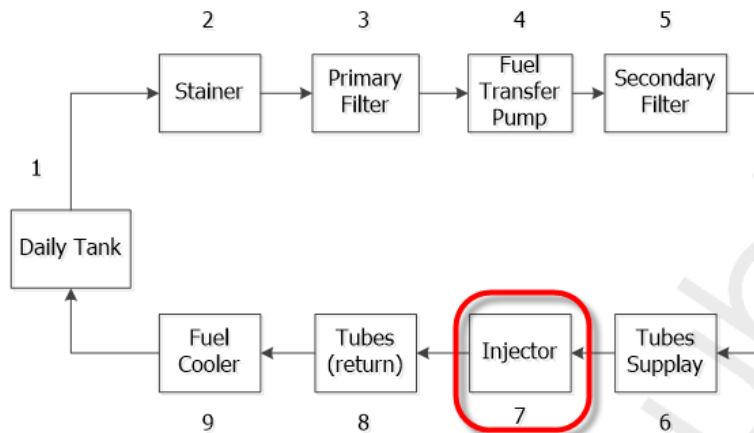 2
3
4
5
Stainer
Primary
Filter
Fuel
Transfer
Pump
Secondary
Filter
1
Daily Tank
Fuel
Cooler
Tubes
(return)
Injector
Tubes
Supplay
9
8
7
6